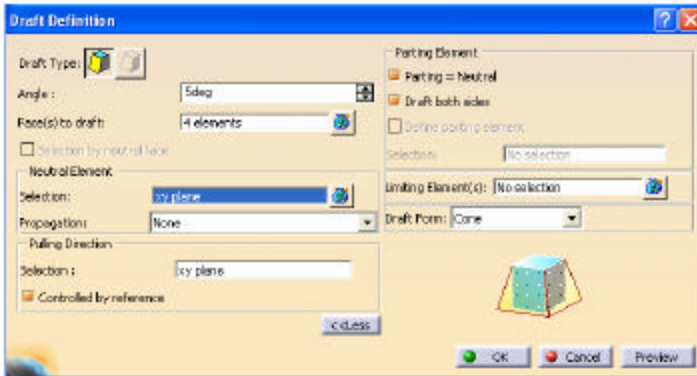 Draft Definition
Draft Type:
Angle :
5deg
Face(s) to draft:
4 elements
Selection by neutral face
Neutral Element
Selection:
xy plane
Propagation:
None
Pulling Direction
Selection :
xy plane
Controlled by reference
<<Less
Parting Element
Parting = Neutral
Draft both sides
Define parting element
Selection:
No selection
Limiting Element(s):
No selection
Draft Form:
Cone
OK
Cancel
Preview